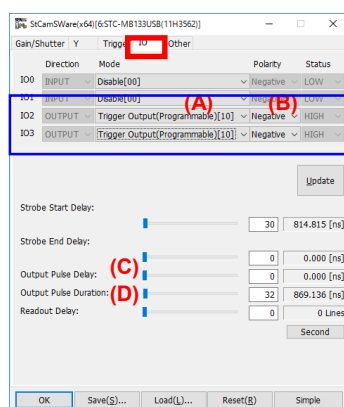 StCamSWare(x64)[6:STC-MB133USB(11H3562)]
Gain/Shutter Y Trigger IO Other
Direction Mode Polarity Status
IO0 INPUT Disable[00] Negative LOW
IO1 INPUT Disable[00] Negative LOW
(A) (B)
IO2 OUTPUT Trigger Output(Programmable)[10] Negative HIGH
IO3 OUTPUT Trigger Output(Programmable)[10] Negative HIGH
Update
Strobe Start Delay:
30 814.815 [ns]
Strobe End Delay:
0 0.000 [ns]
Output Pulse Delay: (C) 0 0.000 [ns]
Output Pulse Duration: (D) 32 869.136 [ns]
Readout Delay: 0 0 Lines
Second
OK Save(S)... Load(L)... Reset(R) Simple